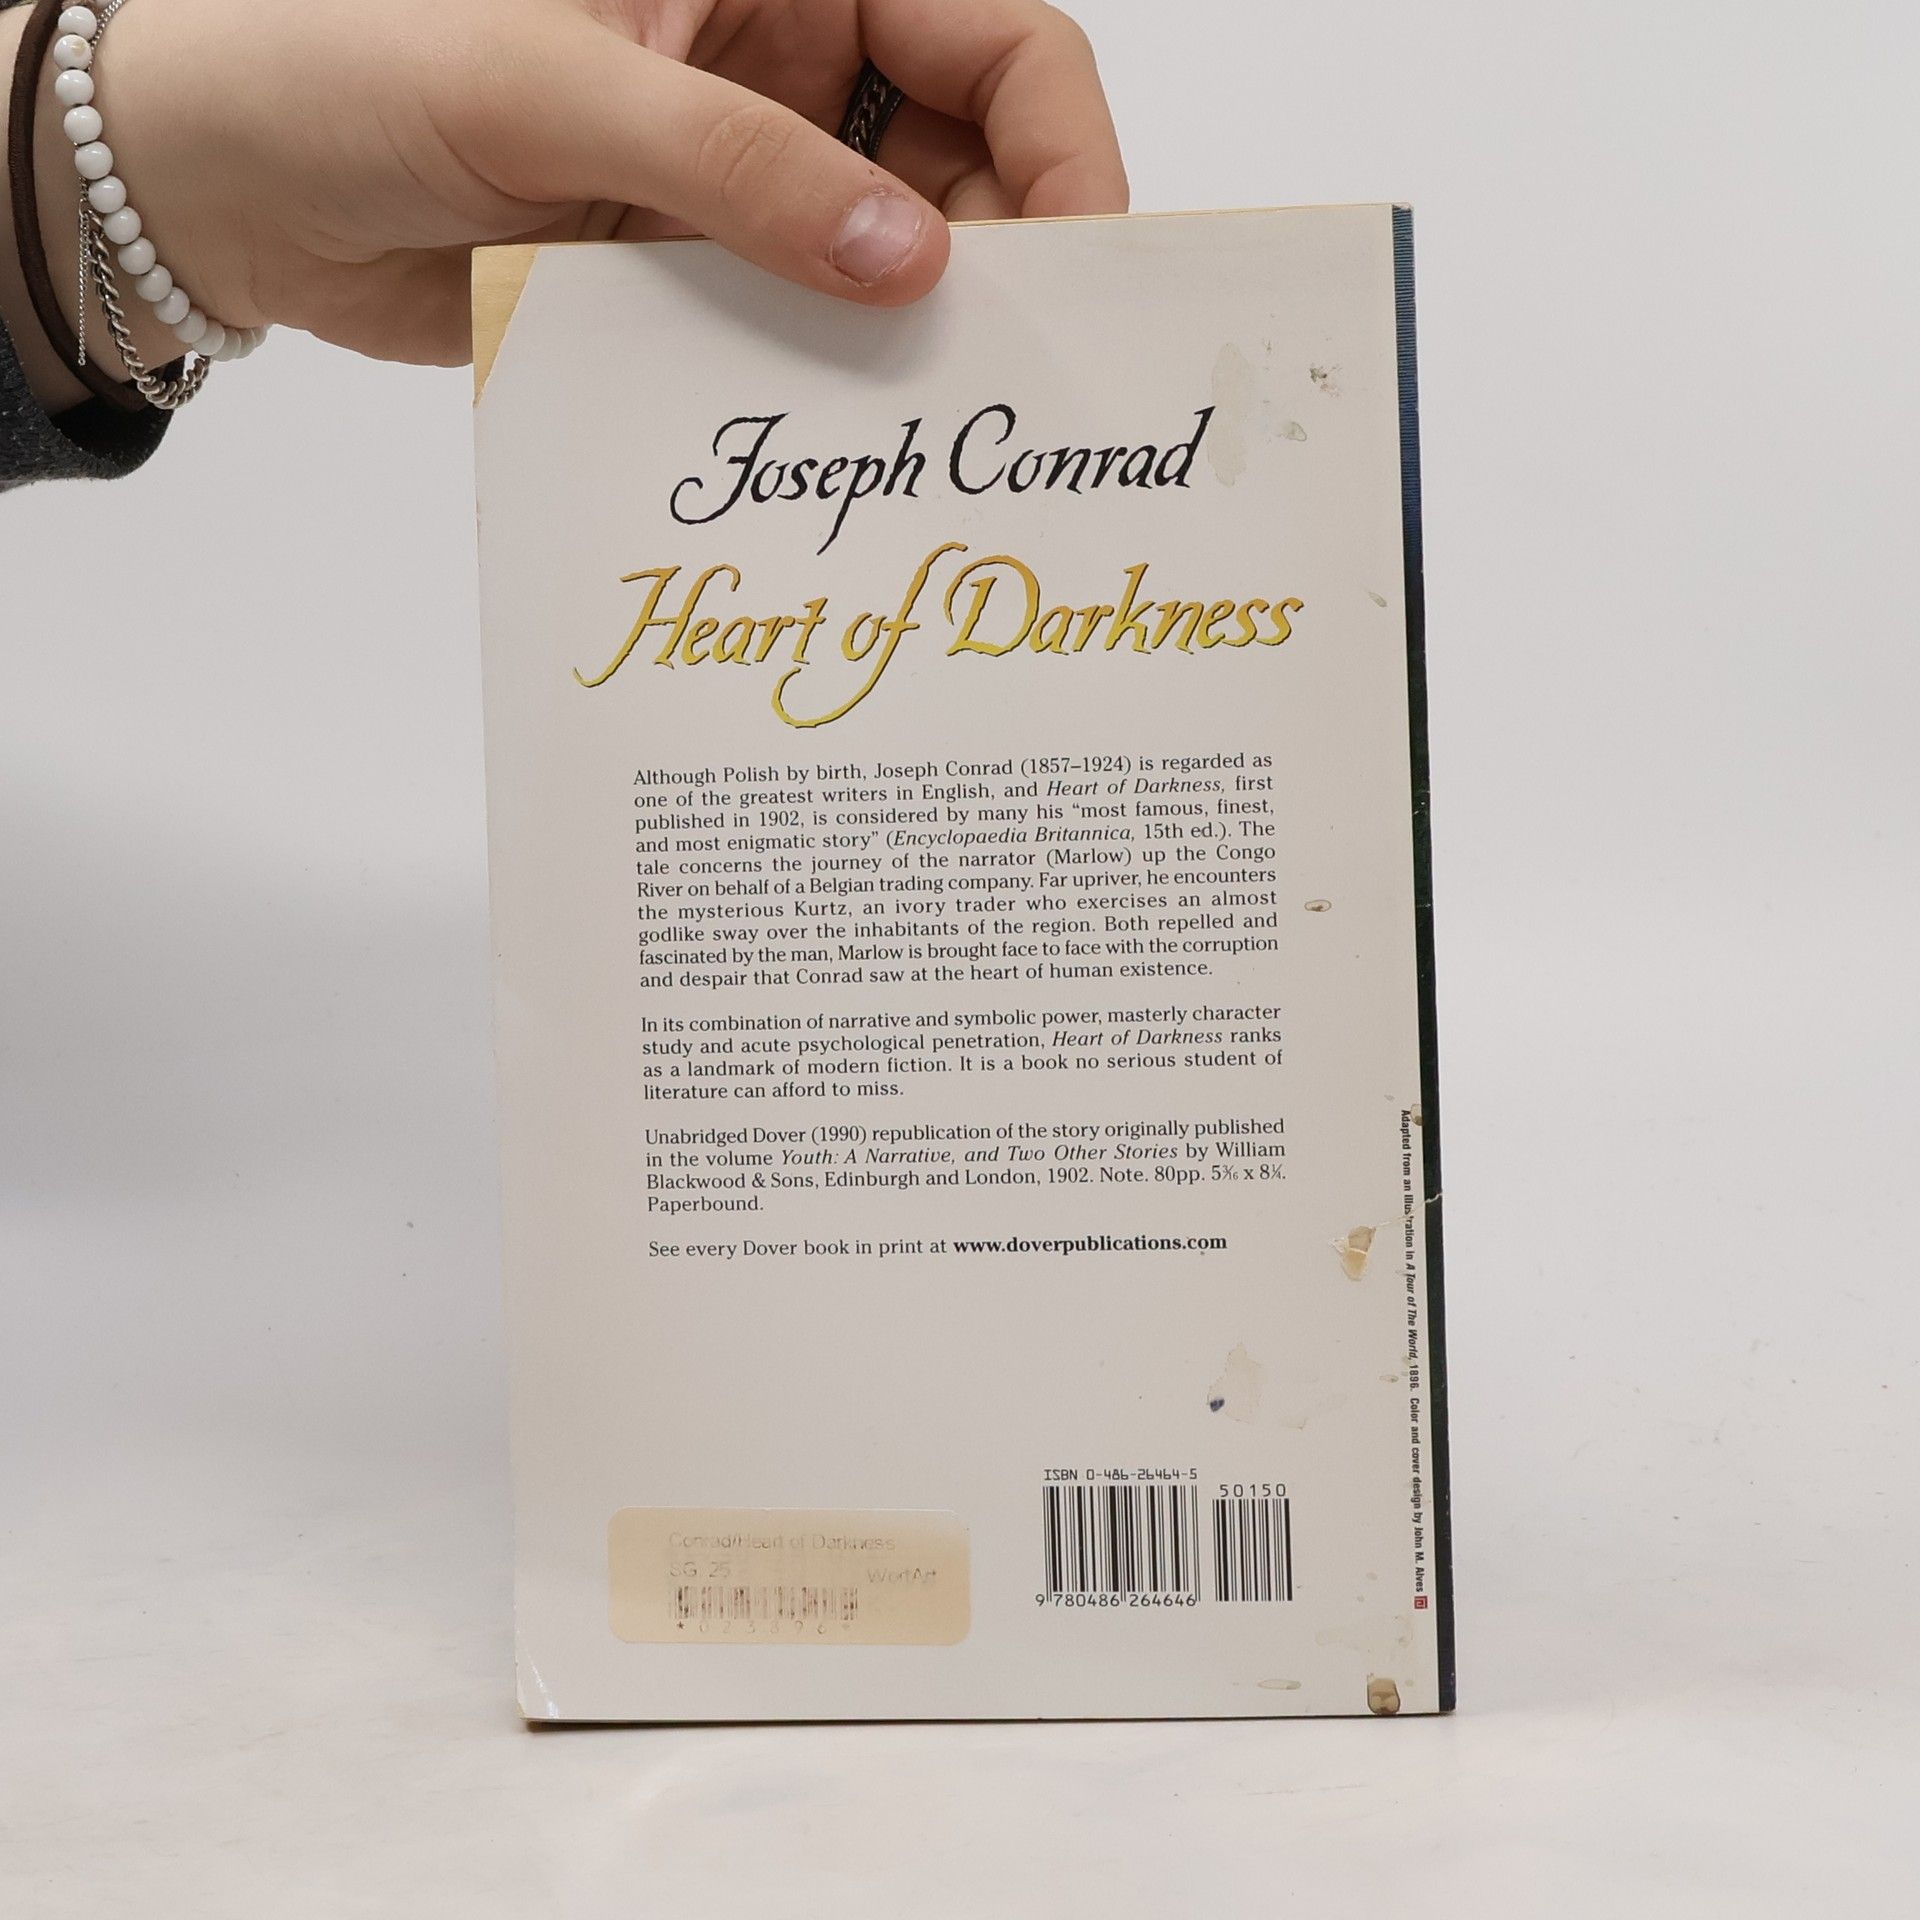 Joseph Conrad
Heart of Darkness
Although Polish by birth, Joseph Conrad (1857–1924) is regarded as
one of the greatest writers in English, and Heart of Darkness, first
published in 1902, is considered by many his “most famous, finest,
and most enigmatic story” (Encyclopaedia Britannica, 15th ed.). The
tale concerns the journey of the narrator (Marlow) up the Congo
River on behalf of a Belgian trading company. Far upriver, he encounters
the mysterious Kurtz, an ivory trader who exercises an almost
godlike sway over the inhabitants of the region. Both repelled and
fascinated by the man, Marlow is brought face to face with the corruption
and despair that Conrad saw at the heart of human existence.
In its combination of narrative and symbolic power, masterly character
study and acute psychological penetration, Heart of Darkness ranks
as a landmark of modern fiction. It is a book no serious student of
literature can afford to miss.
Unabridged Dover (1990) republication of the story originally published
in the volume Youth: A Narrative, and Two Other Stories by William
Blackwood & Sons, Edinburgh and London, 1902. Note. 80pp. 5³⁄₁₆ x 8¼.
Paperbound.
See every Dover book in print at www.doverpublications.com
Adapted from an illustration in A Tour of The World, 1896. Color and cover design by John M. Alves
ISBN 0-486-26464-5
50150
9 780486 264646
Conrad/Heart of Darkness
SG 25
* 0 2 3 8 9 6 *